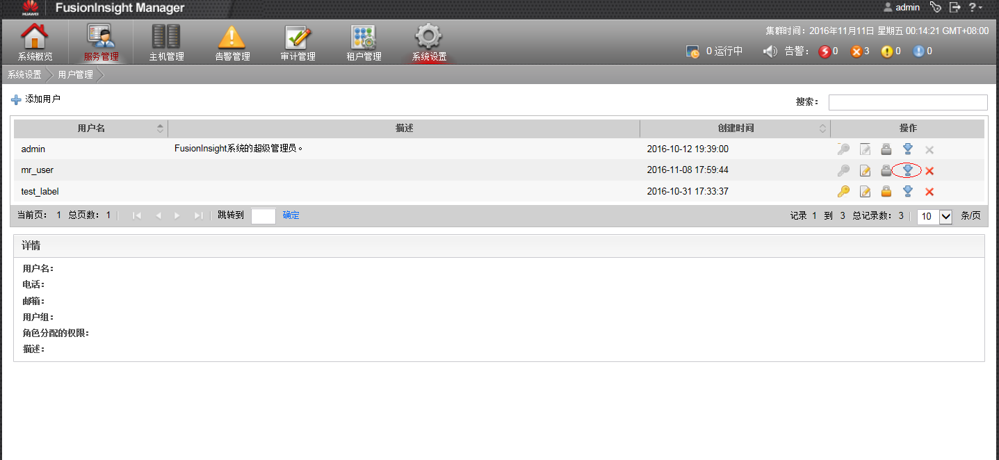 HUAWEI FusionInsight Manager admin ?
系统概览 服务管理 主机管理 告警管理 审计管理 租户管理 系统设置
集群时间：2016年11月11日 星期五 00:14:21 GMT+08:00
0 运行中 告警： 0 3 0 0
系统设置 用户管理
添加用户 搜索：
用户名 描述 创建时间 操作
admin FusionInsight系统的超级管理员。 2016-10-12 19:39:00
mr_user 2016-11-08 17:59:44
test_label 2016-10-31 17:33:37
当前页： 1 总页数： 1 跳转到 确定 记录 1 到 3 总记录数： 3 10 条/页
详情
用户名：
电话：
邮箱：
用户组：
角色分配的权限：
描述：